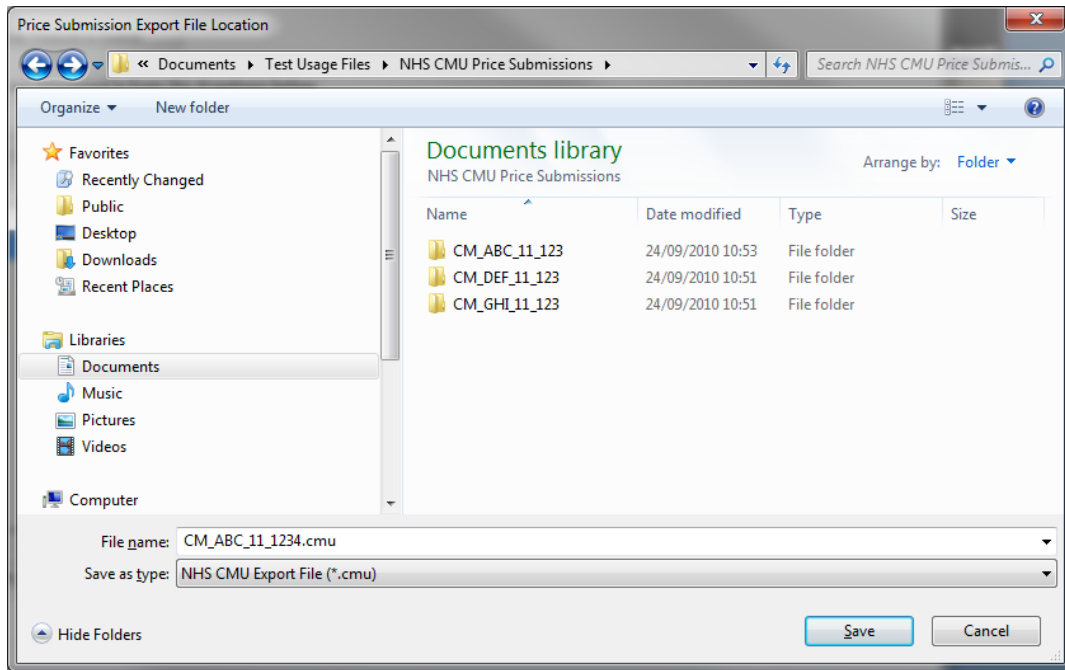 Price Submission Export File Location
« Documents Test Usage Files NHS CMU Price Submissions Search NHS CMU Price Submis...
Organize New folder
Favorites
Recently Changed
Public
Desktop
Downloads
Recent Places
Libraries
Documents
Music
Pictures
Videos
Computer
Documents library
NHS CMU Price Submissions
Arrange by: Folder
Name Date modified Type Size
CM_ABC_11_123 24/09/2010 10:53 File folder
CM_DEF_11_123 24/09/2010 10:51 File folder
CM_GHI_11_123 24/09/2010 10:51 File folder
File name: CM_ABC_11_1234.cmu
Save as type: NHS CMU Export File (*.cmu)
Hide Folders Save Cancel